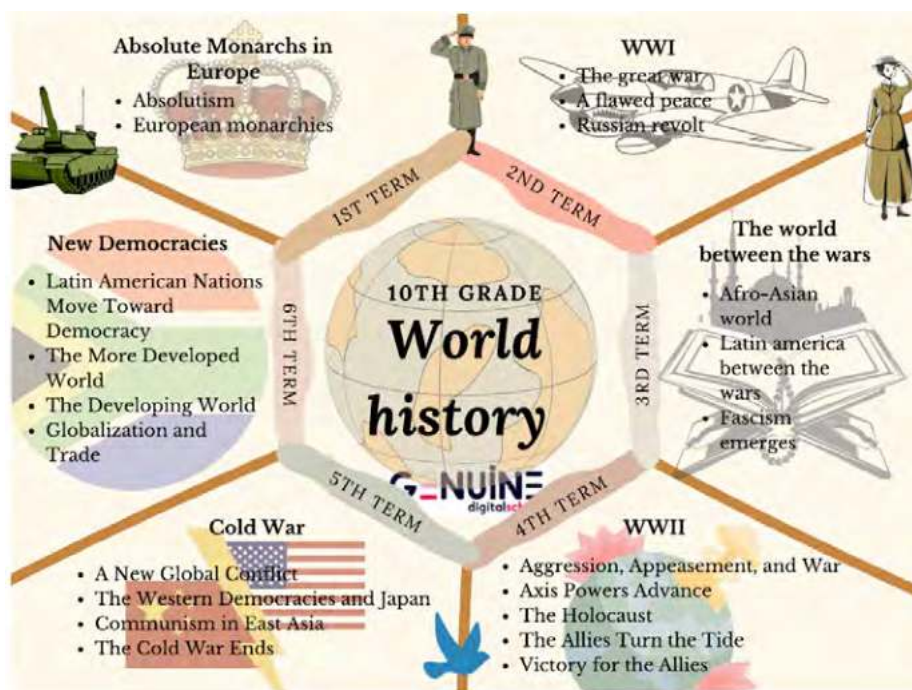 Absolute Monarchs in
Europe
• Absolutism
• European monarchies
WWI
• The great war
• A flawed peace
• Russian revolt
1ST TERM
2ND TERM
New Democracies
• Latin American Nations
Move Toward
Democracy
• The More Developed
World
• The Developing World
• Globalization and
Trade
6TH TERM
10TH GRADE
World
history
GENUINE
3RD TERM
The world
between the wars
• Afro-Asian
world
• Latin america
between the
wars
• Fascism
emerges
5TH TERM
4TH TERM
Cold War
• A New Global Conflict
• The Western Democracies and Japan
• Communism in East Asia
• The Cold War Ends
WWII
• Aggression, Appeasement, and War
• Axis Powers Advance
• The Holocaust
• The Allies Turn the Tide
• Victory for the Allies